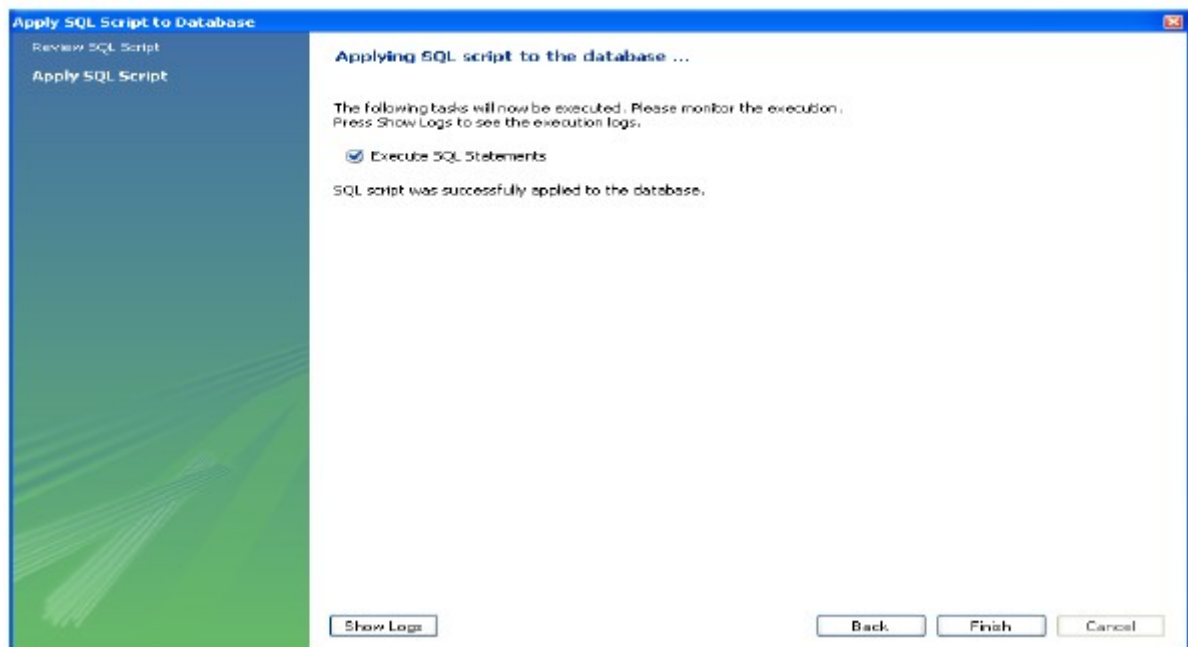 Apply SQL Script to Database
Review SQL Script
Apply SQL Script
Applying SQL script to the database ...
The following tasks will now be executed. Please monitor the execution.
Press Show Logs to see the execution logs.
Execute SQL Statements
SQL script was successfully applied to the database.
Show Logs
Back
Finish
Cancel